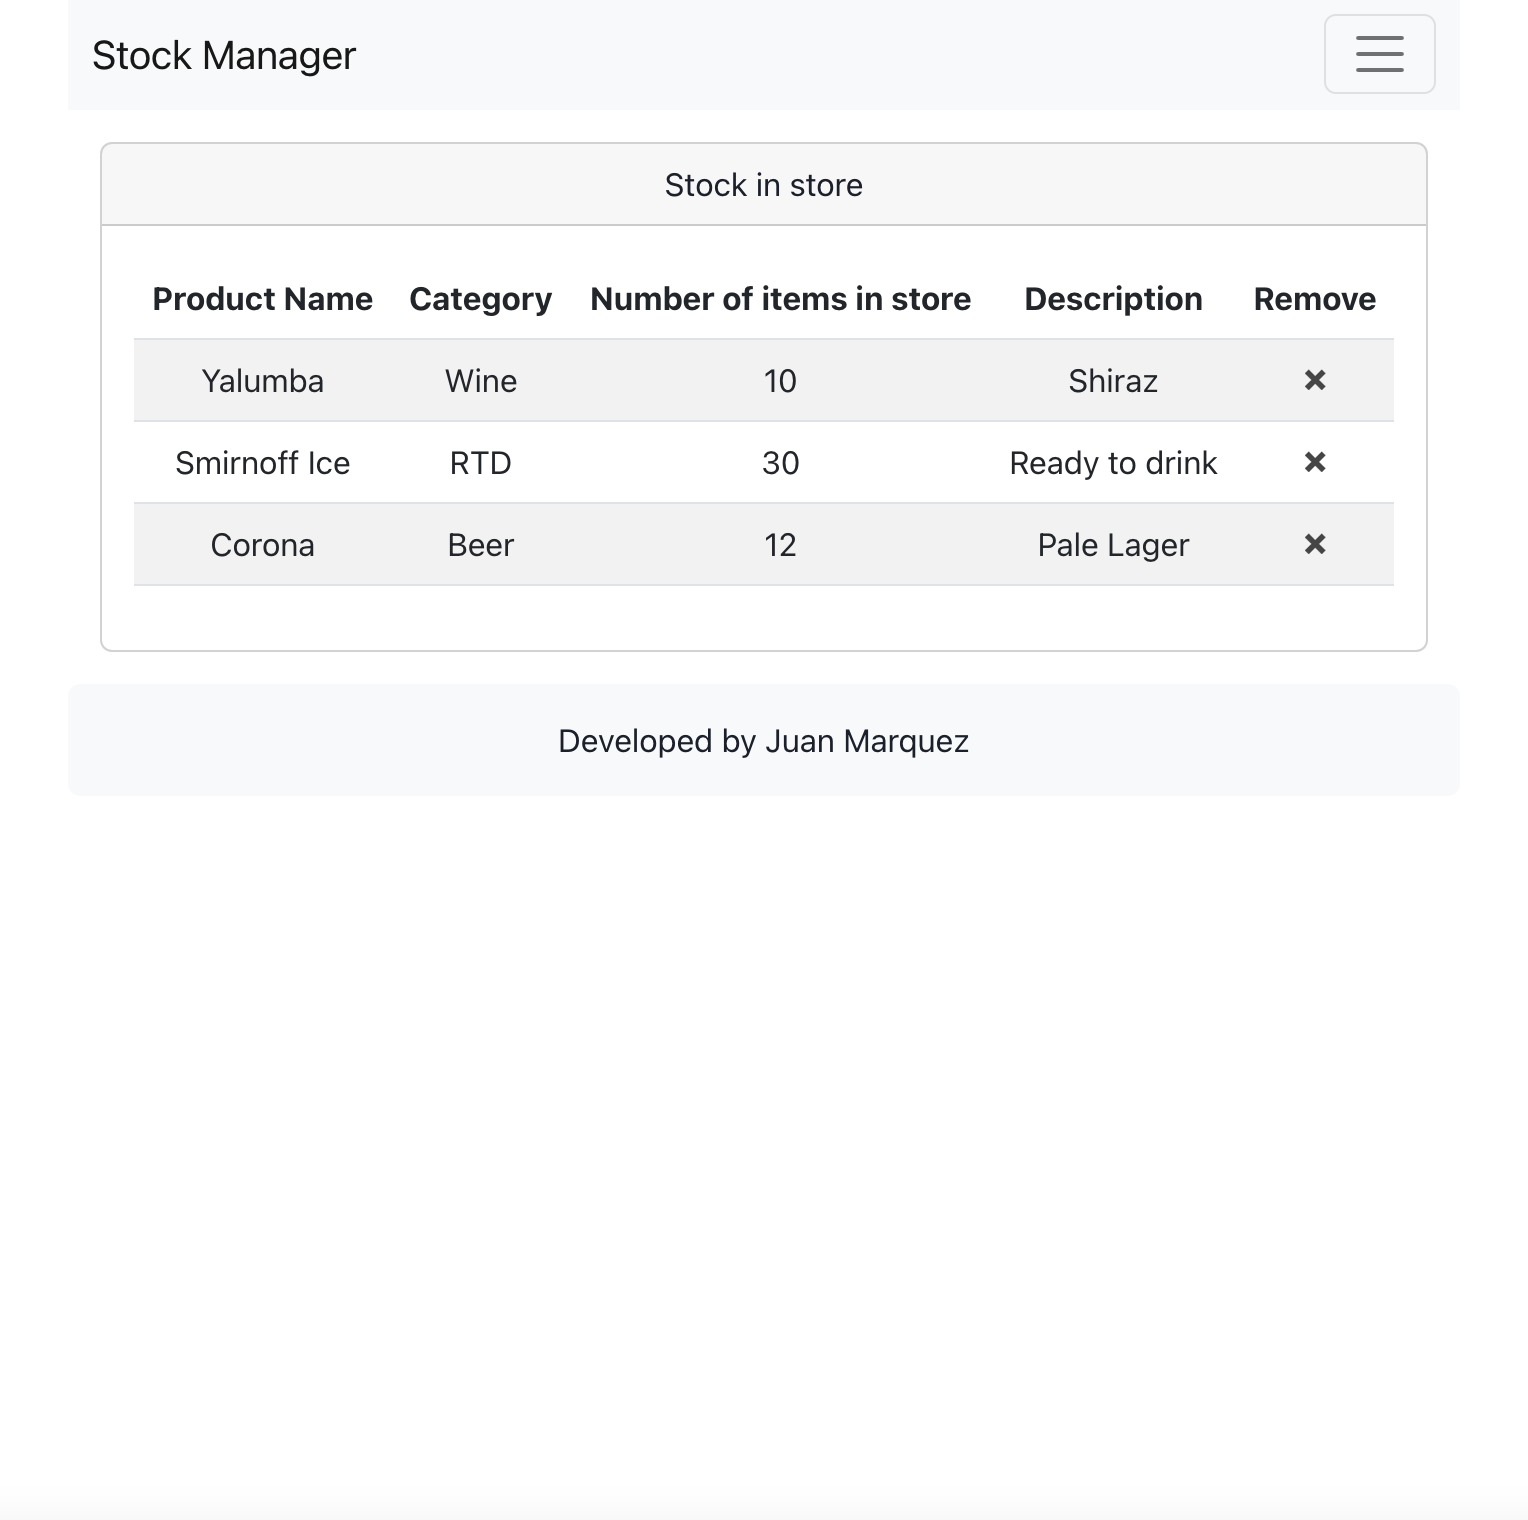 Stock Manager
Stock in store
Product Name Category Number of items in store Description Remove
Yalumba Wine 10 Shiraz
Smirnoff Ice RTD 30 Ready to drink
Corona Beer 12 Pale Lager
Developed by Juan Marquez